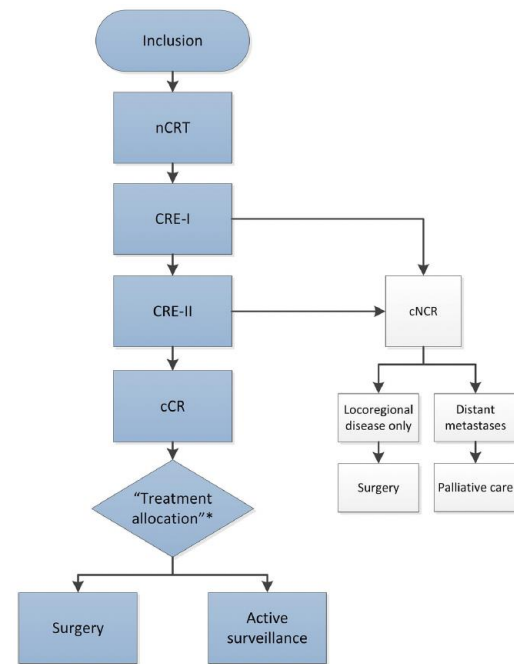 Inclusion
nCRT
CRE-I
CRE-II
cNCR
cCR
Locoregional
disease only
Distant
metastases
"Treatment
allocation"*
Surgery
Palliative care
Surgery
Active
surveillance